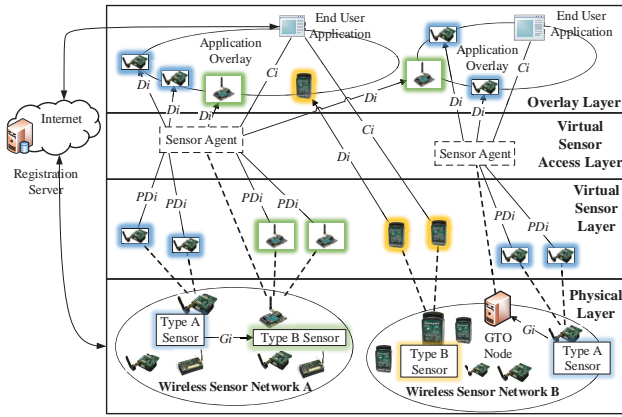 End User
Application
End User
Application
Application
Overlay
Application
Overlay
Ci
Ci
Di
Di
Di
Di
Di
Di
Overlay Layer
Internet
Registration
Server
Sensor Agent
Sensor Agent
Virtual
Sensor
Access Layer
Ci
Di
PDi
PDi
PDi
PDi
PDi
PDi
Virtual
Sensor
Layer
Physical
Layer
Type A
Sensor
Gi
Type B Sensor
Type B
Sensor
GTO
Node
Gi
Type A
Sensor
Wireless Sensor Network A
Wireless Sensor Network B